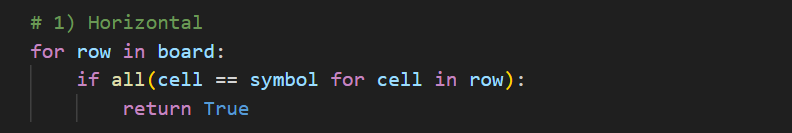 # 1) Horizontal
for row in board:
    if all(cell == symbol for cell in row):
        return True